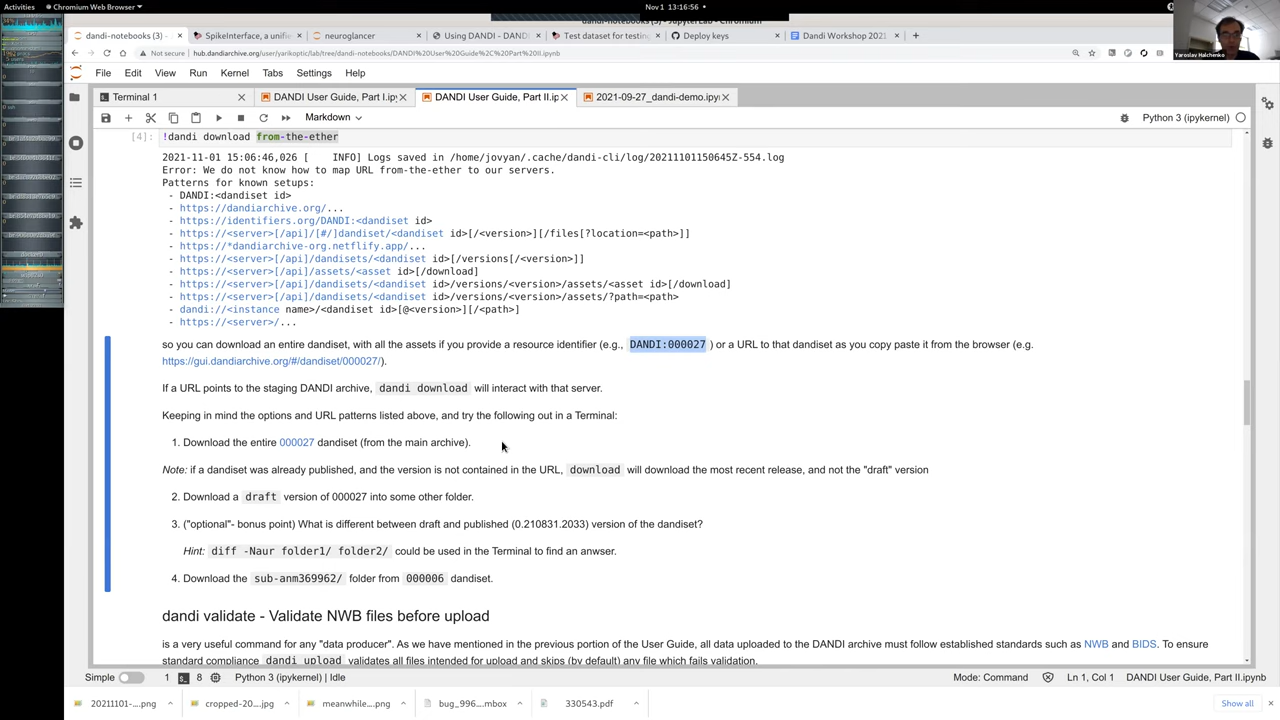 Activities
Chromium Web Browser
Nov 1 13:16:56
dandi-notebooks (3) - JupyterLab - Chromium
dandi-notebooks (3)
SpikeInterface, a unifie
neuroglancer
Using DANDI - DANDI
Test dataset for testing
Deploy keys
Dandi Workshop 2021
Not secure
hub.dandiarchive.org/user/yarikoptic/lab/tree/dandi-notebooks/DANDI%20User%20Guide%2C%20Part%20II.ipynb
Yaroslav Halchenko
File Edit View Run Kernel Tabs Settings Help
Terminal 1
DANDI User Guide, Part I.ipy
DANDI User Guide, Part II.ip
2021-09-27_dandi-demo.ipy
Markdown
Python 3 (ipykernel)
[4]: !dandi download from-the-ether
2021-11-01 15:06:46,026 [ INFO] Logs saved in /home/jovyan/.cache/dandi-cli/log/20211101150645Z-554.log
Error: We do not know how to map URL from-the-ether to our servers.
Patterns for known setups:
- DANDI:<dandiset id>
- https://dandiarchive.org/...
- https://identifiers.org/DANDI:<dandiset id>
- https://<server>[/api]/[#/]dandiset/<dandiset id>[/<version>][/files[?location=<path>]]
- https://*dandiarchive-org.netflify.app/...
- https://<server>[/api]/dandisets/<dandiset id>[/versions[/<version>]]
- https://<server>[/api]/assets/<asset id>[/download]
- https://<server>[/api]/dandisets/<dandiset id>/versions/<version>/assets/<asset id>[/download]
- https://<server>[/api]/dandisets/<dandiset id>/versions/<version>/assets/?path=<path>
- dandi://<instance name>/<dandiset id>[@<version>][/<path>]
- https://<server>/...
so you can download an entire dandiset, with all the assets if you provide a resource identifier (e.g., DANDI:000027 ) or a URL to that dandiset as you copy paste it from the browser (e.g.
https://gui.dandiarchive.org/#/dandiset/000027/).
If a URL points to the staging DANDI archive, dandi download will interact with that server.
Keeping in mind the options and URL patterns listed above, and try the following out in a Terminal:
1. Download the entire 000027 dandiset (from the main archive).
Note: if a dandiset was already published, and the version is not contained in the URL, download will download the most recent release, and not the "draft" version
2. Download a draft version of 000027 into some other folder.
3. ("optional"- bonus point) What is different between draft and published (0.210831.2033) version of the dandiset?
Hint: diff -Naur folder1/ folder2/ could be used in the Terminal to find an anwser.
4. Download the sub-anm369962/ folder from 000006 dandiset.
dandi validate - Validate NWB files before upload
is a very useful command for any "data producer". As we have mentioned in the previous portion of the User Guide, all data uploaded to the DANDI archive must follow established standards such as NWB and BIDS. To ensure
standard compliance dandi upload validates all files intended for upload and skips (by default) any file which fails validation.
Simple
1
8
Python 3 (ipykernel) | Idle
Mode: Command
Ln 1, Col 1
DANDI User Guide, Part II.ipynb
20211101-....png
cropped-20....jpg
meanwhile....png
bug_996....mbox
330543.pdf
Show all